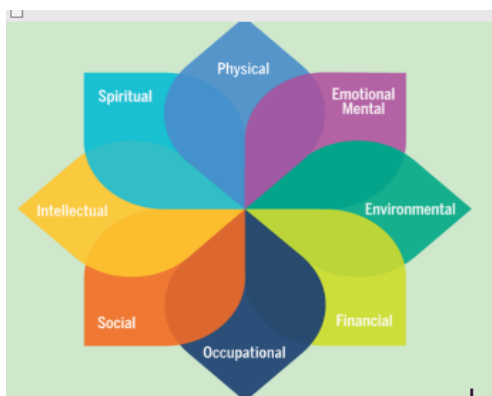 Physical
Spiritual
Emotional
Mental
Intellectual
Environmental
Social
Financial
Occupational